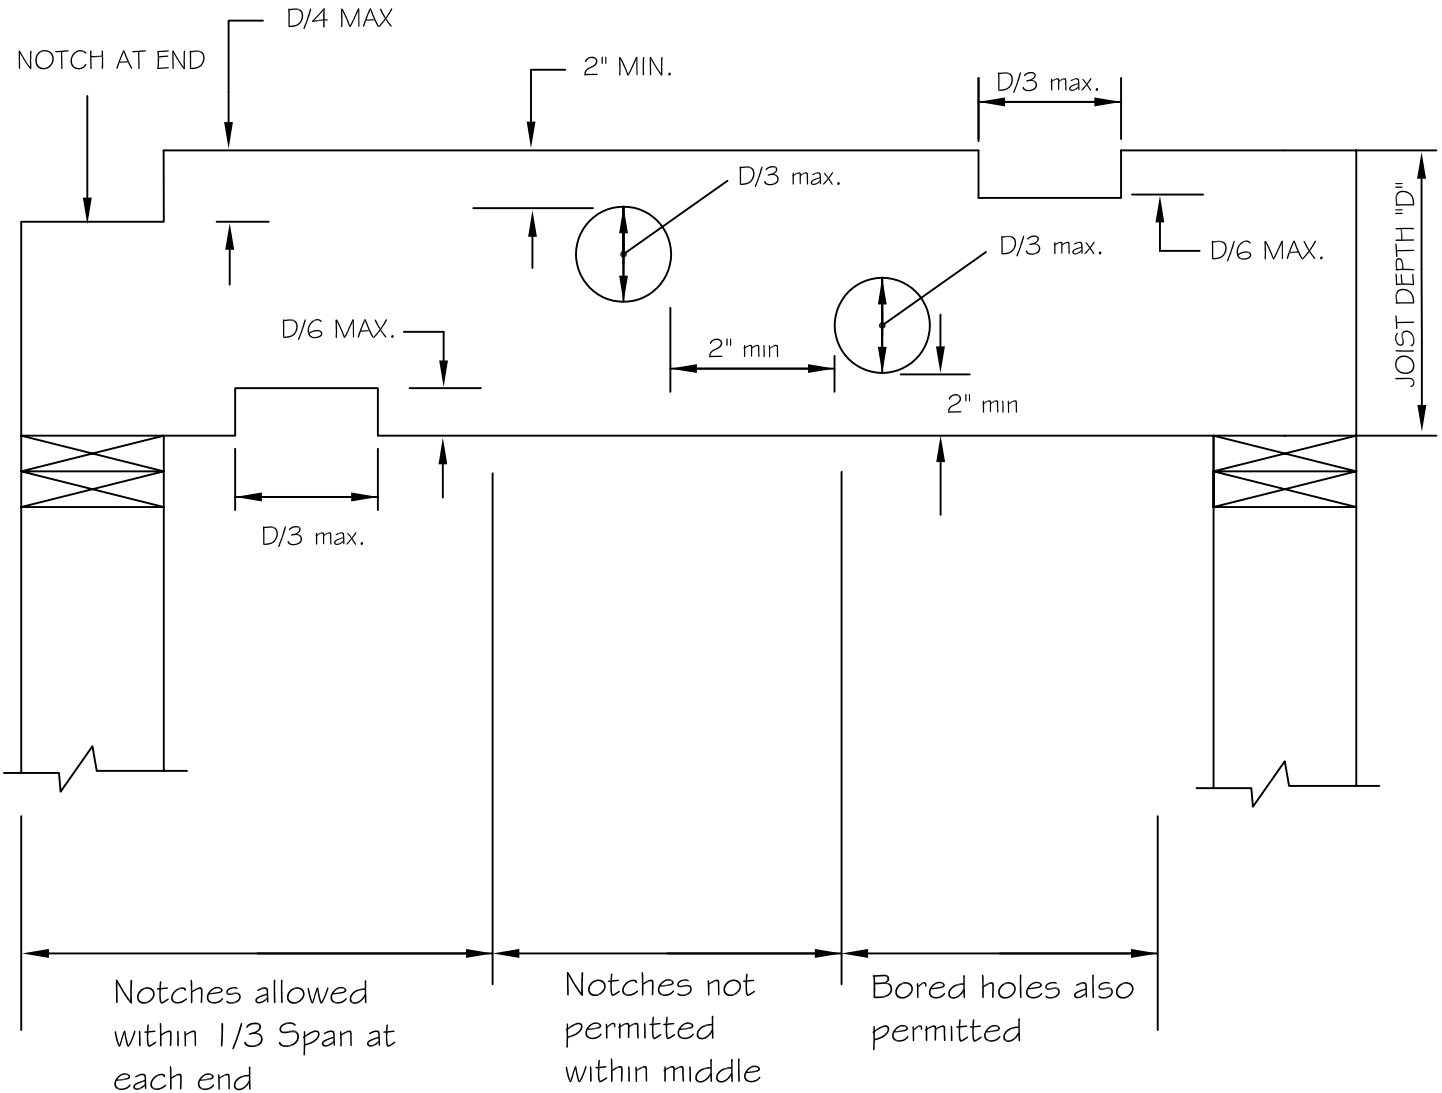 D/4 MAX
NOTCH AT END
2" MIN.
D/3 max.
D/3 max.
D/3 max.
D/6 MAX.
JOIST DEPTH "D"
D/6 MAX.
2" min
2" min
D/3 max.
Notches allowed
within 1/3 Span at
each end
Notches not
permitted
within middle
Bored holes also
permitted